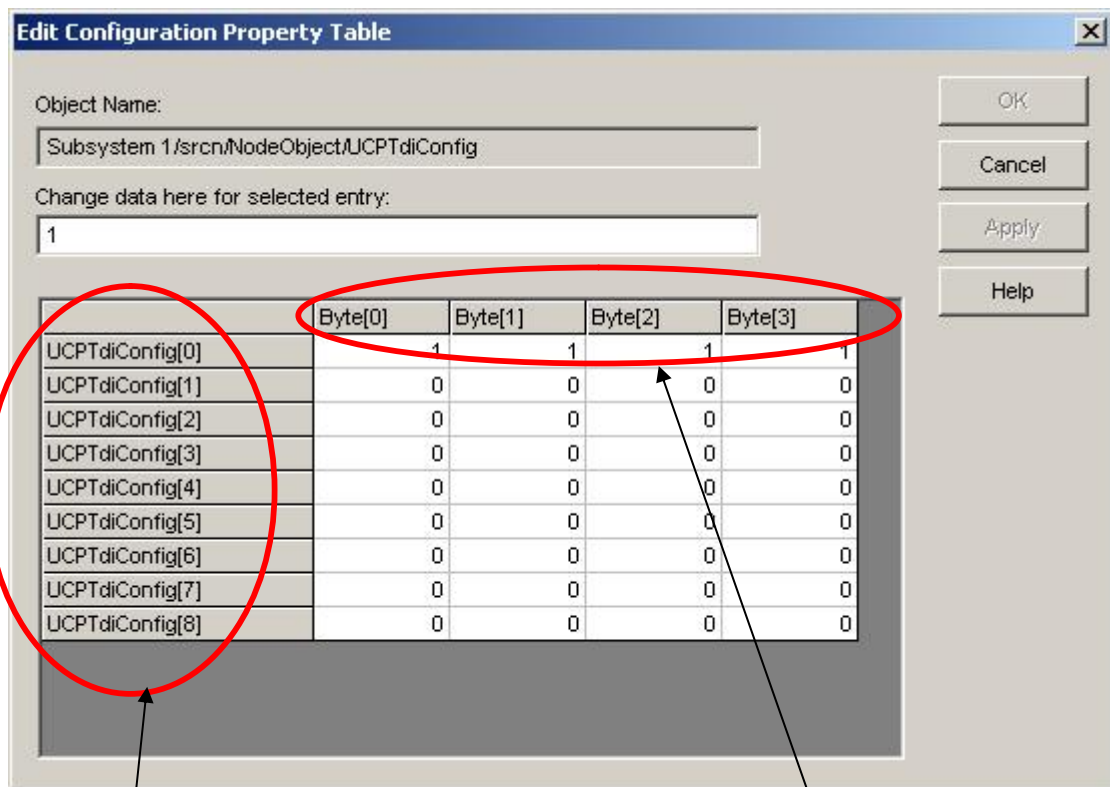 Edit Configuration Property Table
Object Name:
OK
Subsystem 1/srcn/NodeObject/UCPTdiConfig
Cancel
Change data here for selected entry:
1
Apply
Help
Byte[0] Byte[1] Byte[2] Byte[3]
UCPTdiConfig[0] 1 1 1 1
UCPTdiConfig[1] 0 0 0 0
UCPTdiConfig[2] 0 0 0 0
UCPTdiConfig[3] 0 0 0 0
UCPTdiConfig[4] 0 0 0 0
UCPTdiConfig[5] 0 0 0 0
UCPTdiConfig[6] 0 0 0 0
UCPTdiConfig[7] 0 0 0 0
UCPTdiConfig[8] 0 0 0 0